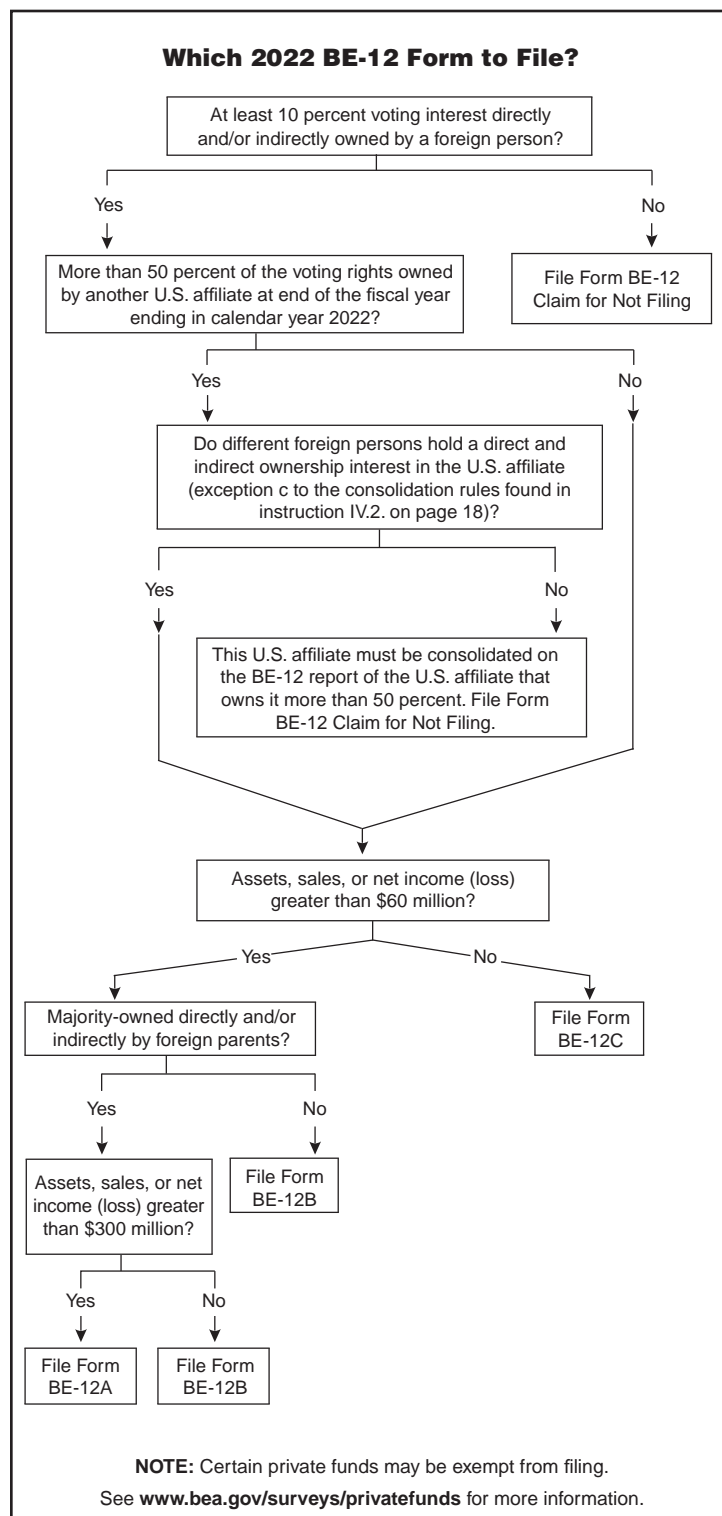 Which 2022 BE-12 Form to File?
At least 10 percent voting interest directly
and/or indirectly owned by a foreign person?
Yes
No
More than 50 percent of the voting rights owned
by another U.S. affiliate at end of the fiscal year
ending in calendar year 2022?
File Form BE-12
Claim for Not Filing
Yes
No
Do different foreign persons hold a direct and
indirect ownership interest in the U.S. affiliate
(exception c to the consolidation rules found in
instruction IV.2. on page 18)?
Yes
No
This U.S. affiliate must be consolidated on
the BE-12 report of the U.S. affiliate that
owns it more than 50 percent. File Form
BE-12 Claim for Not Filing.
Assets, sales, or net income (loss)
greater than $60 million?
Yes
No
Majority-owned directly and/or
indirectly by foreign parents?
File Form
BE-12C
Yes
No
Assets, sales, or net
income (loss) greater
than $300 million?
File Form
BE-12B
Yes
No
File Form
BE-12A
File Form
BE-12B
NOTE: Certain private funds may be exempt from filing.
See www.bea.gov/surveys/privatefunds for more information.